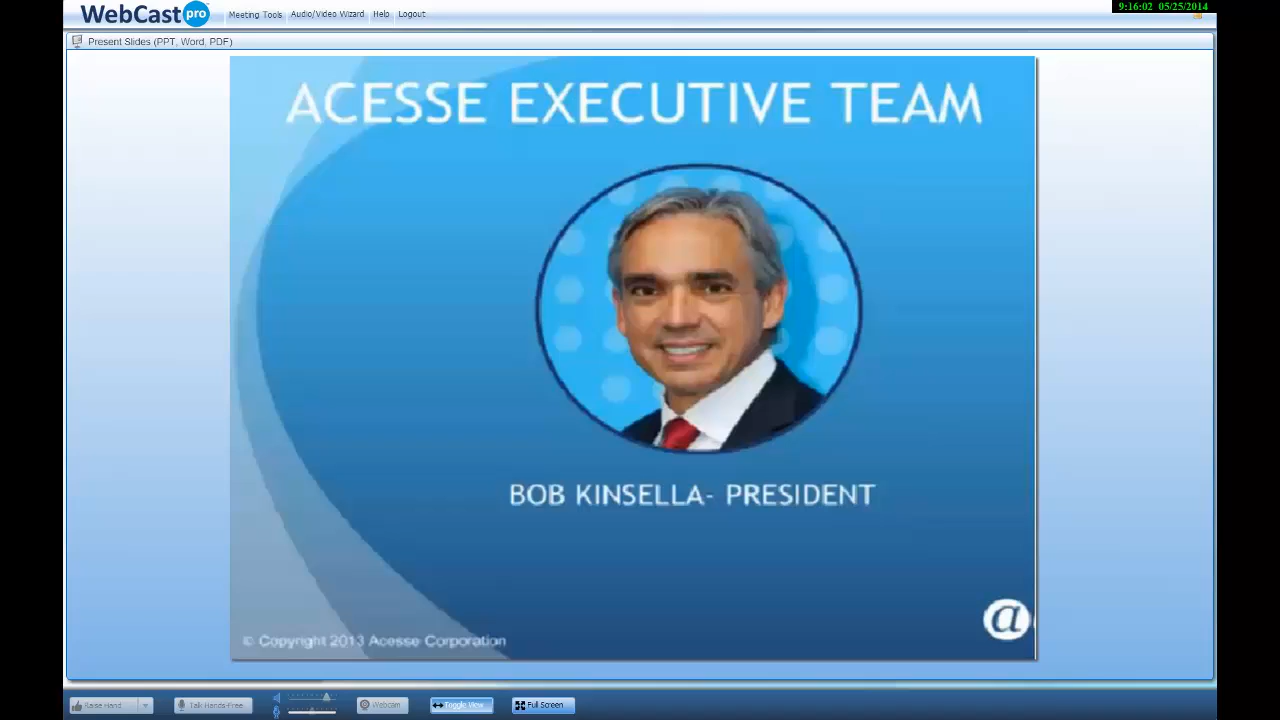 WebCast pro
Meeting Tools Audio/Video Wizard Help Logout
9:16:02 05/25/2014
Present Slides (PPT, Word, PDF)
ACESSE EXECUTIVE TEAM
BOB KINSELLA- PRESIDENT
@
© Copyright 2013 Acesse Corporation
Raise Hand Talk Hands-Free Webcam Toggle View Full Screen